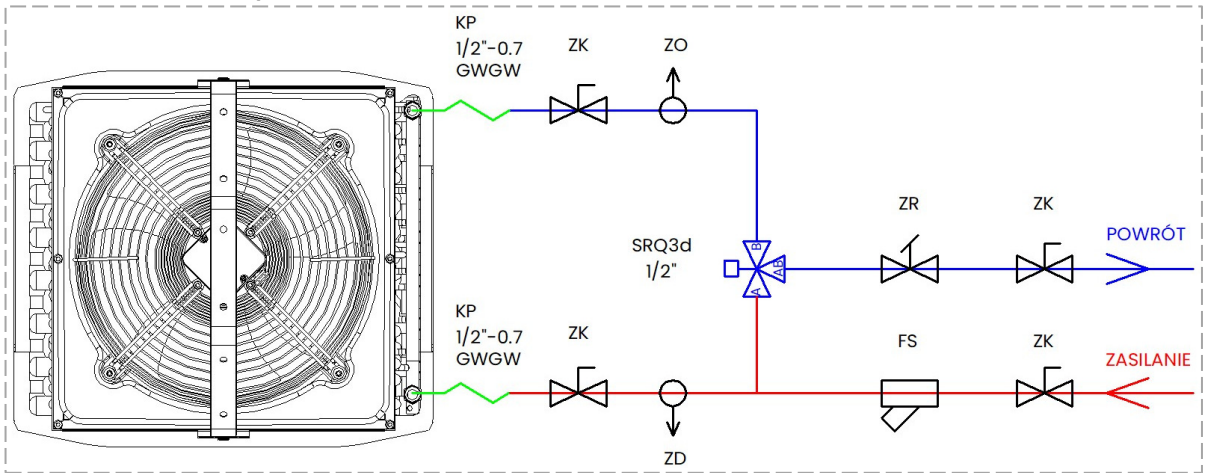 KP
1/2"-0.7
GWGW
ZK
ZO
SRQ3d
1/2"
B
AB
A
ZR
ZK
POWRÓT
KP
1/2"-0.7
GWGW
ZK
ZD
FS
ZK
ZASILANIE